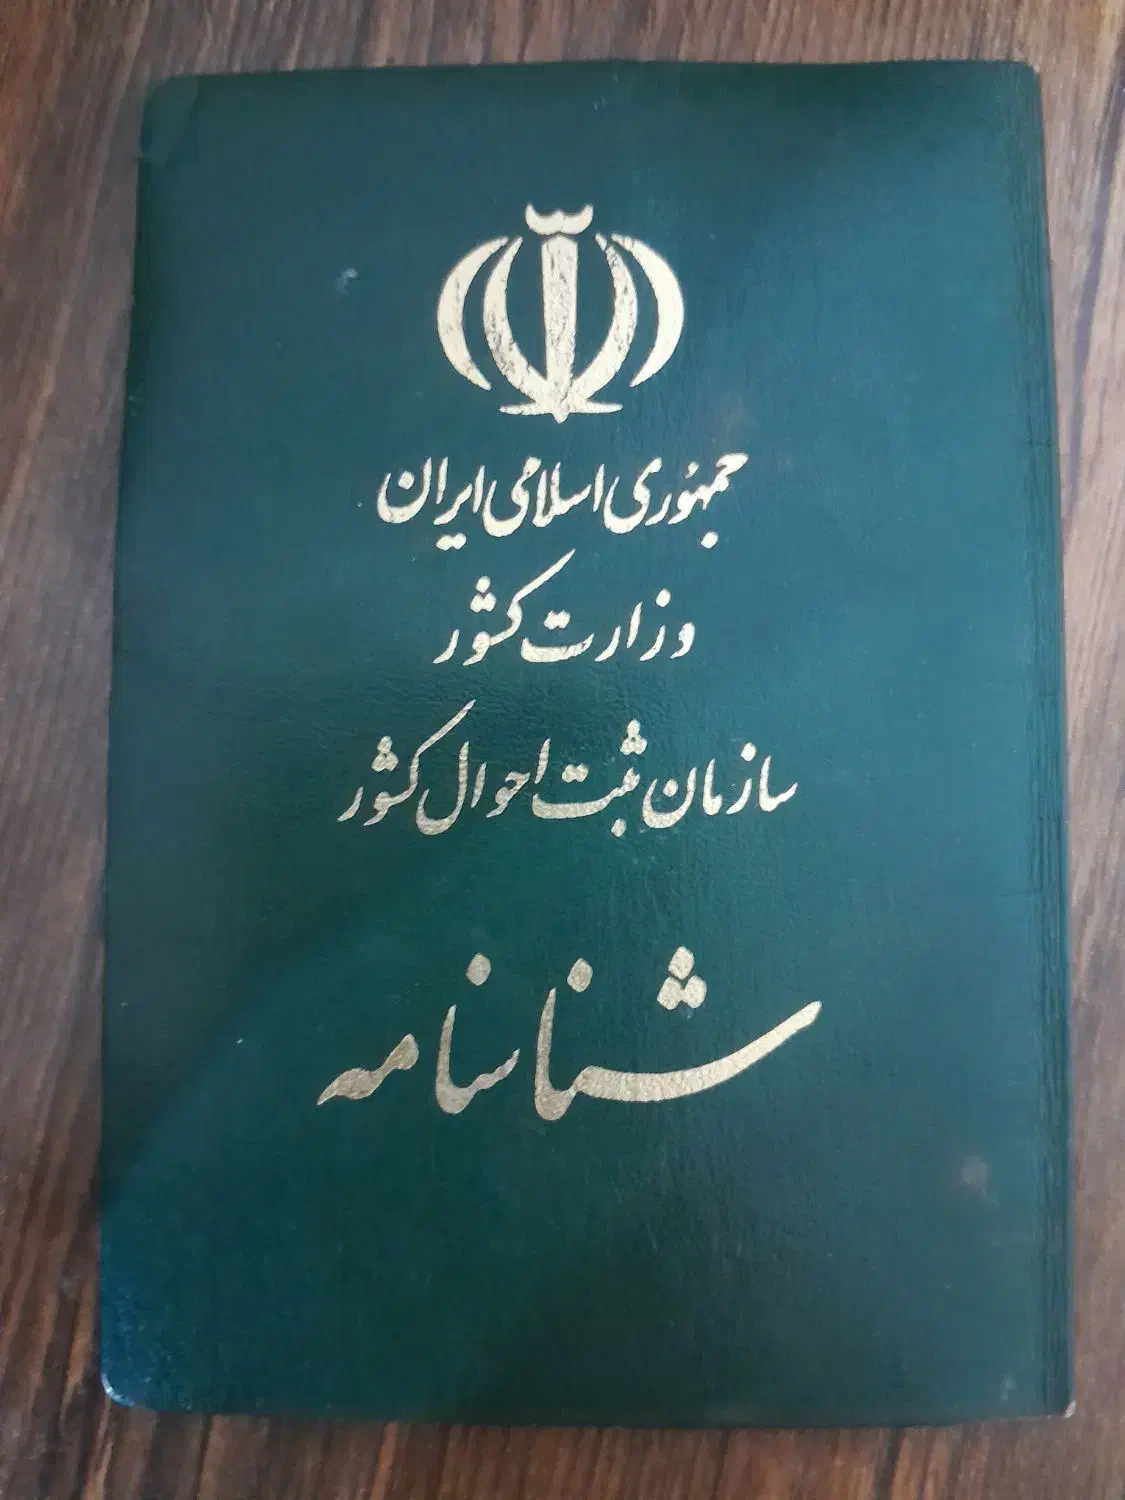 جمهوری اسلامی ایران
وزارت کشور
سازمان ثبت احوال کشور
شناسنامه